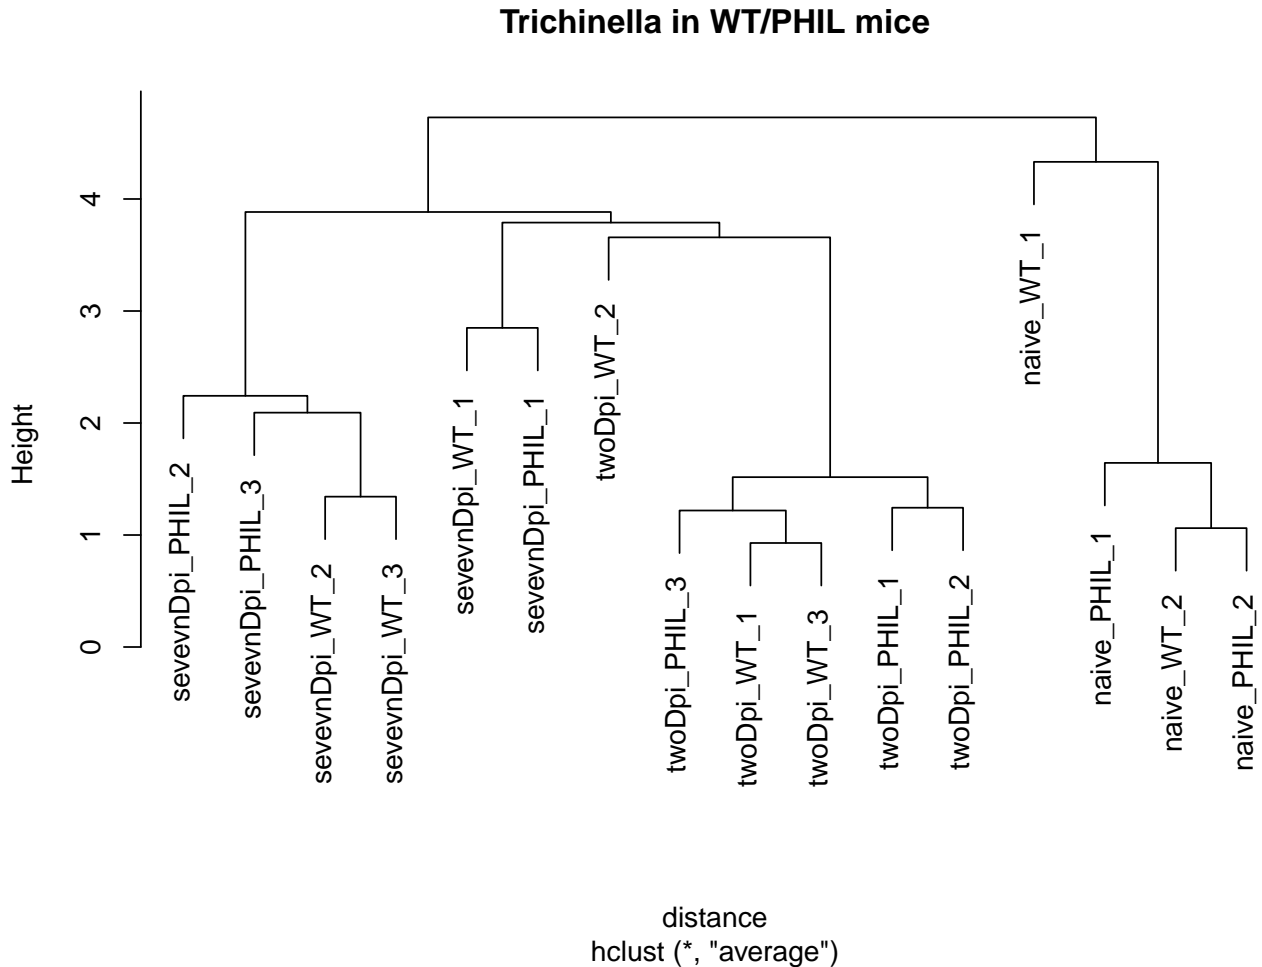 Trichinella in WT/PHIL mice
Height
4
3
2
1
0
sevevnDpi_PHIL_2
sevevnDpi_PHIL_3
sevevnDpi_WT_2
sevevnDpi_WT_3
sevevnDpi_WT_1
sevevnDpi_PHIL_1
twoDpi_WT_2
twoDpi_PHIL_3
twoDpi_WT_1
twoDpi_WT_3
twoDpi_PHIL_1
twoDpi_PHIL_2
naive_WT_1
naive_PHIL_1
naive_WT_2
naive_PHIL_2
distance
hclust (*, "average")